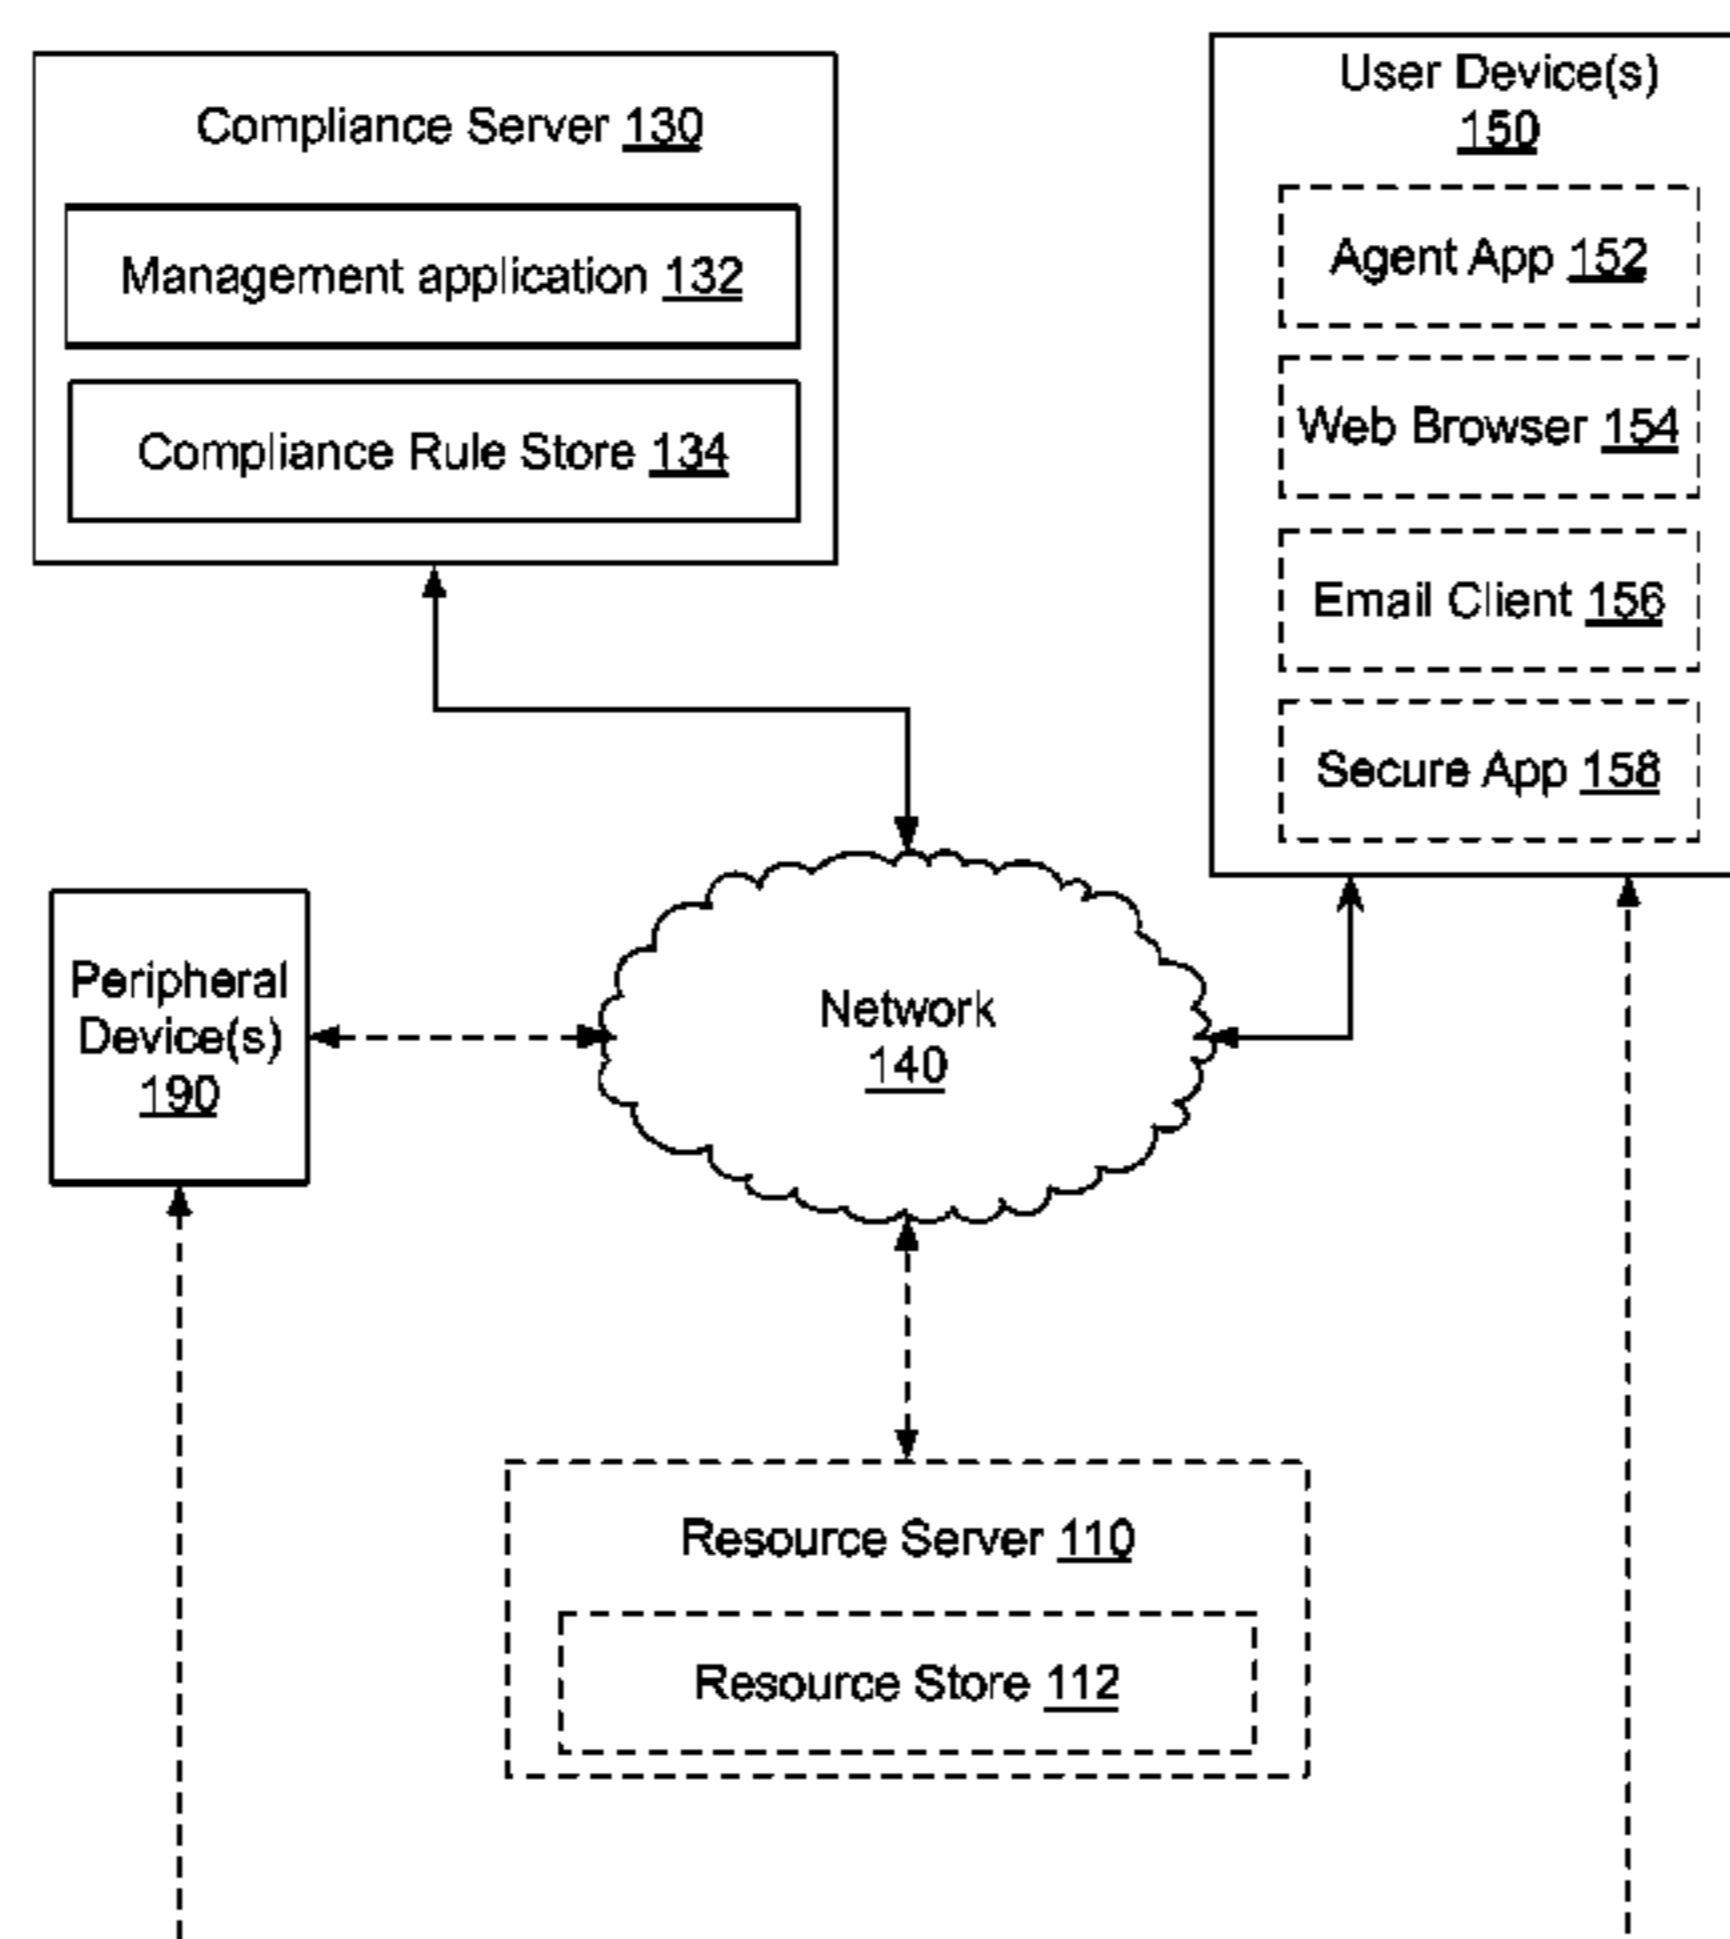 Compliance Server 130
Management application 132
Compliance Rule Store 134
User Device(s)
150
Agent App 152
Web Browser 154
Email Client 156
Secure App 158
Peripheral
Device(s)
190
Network
140
Resource Server 110
Resource Store 112